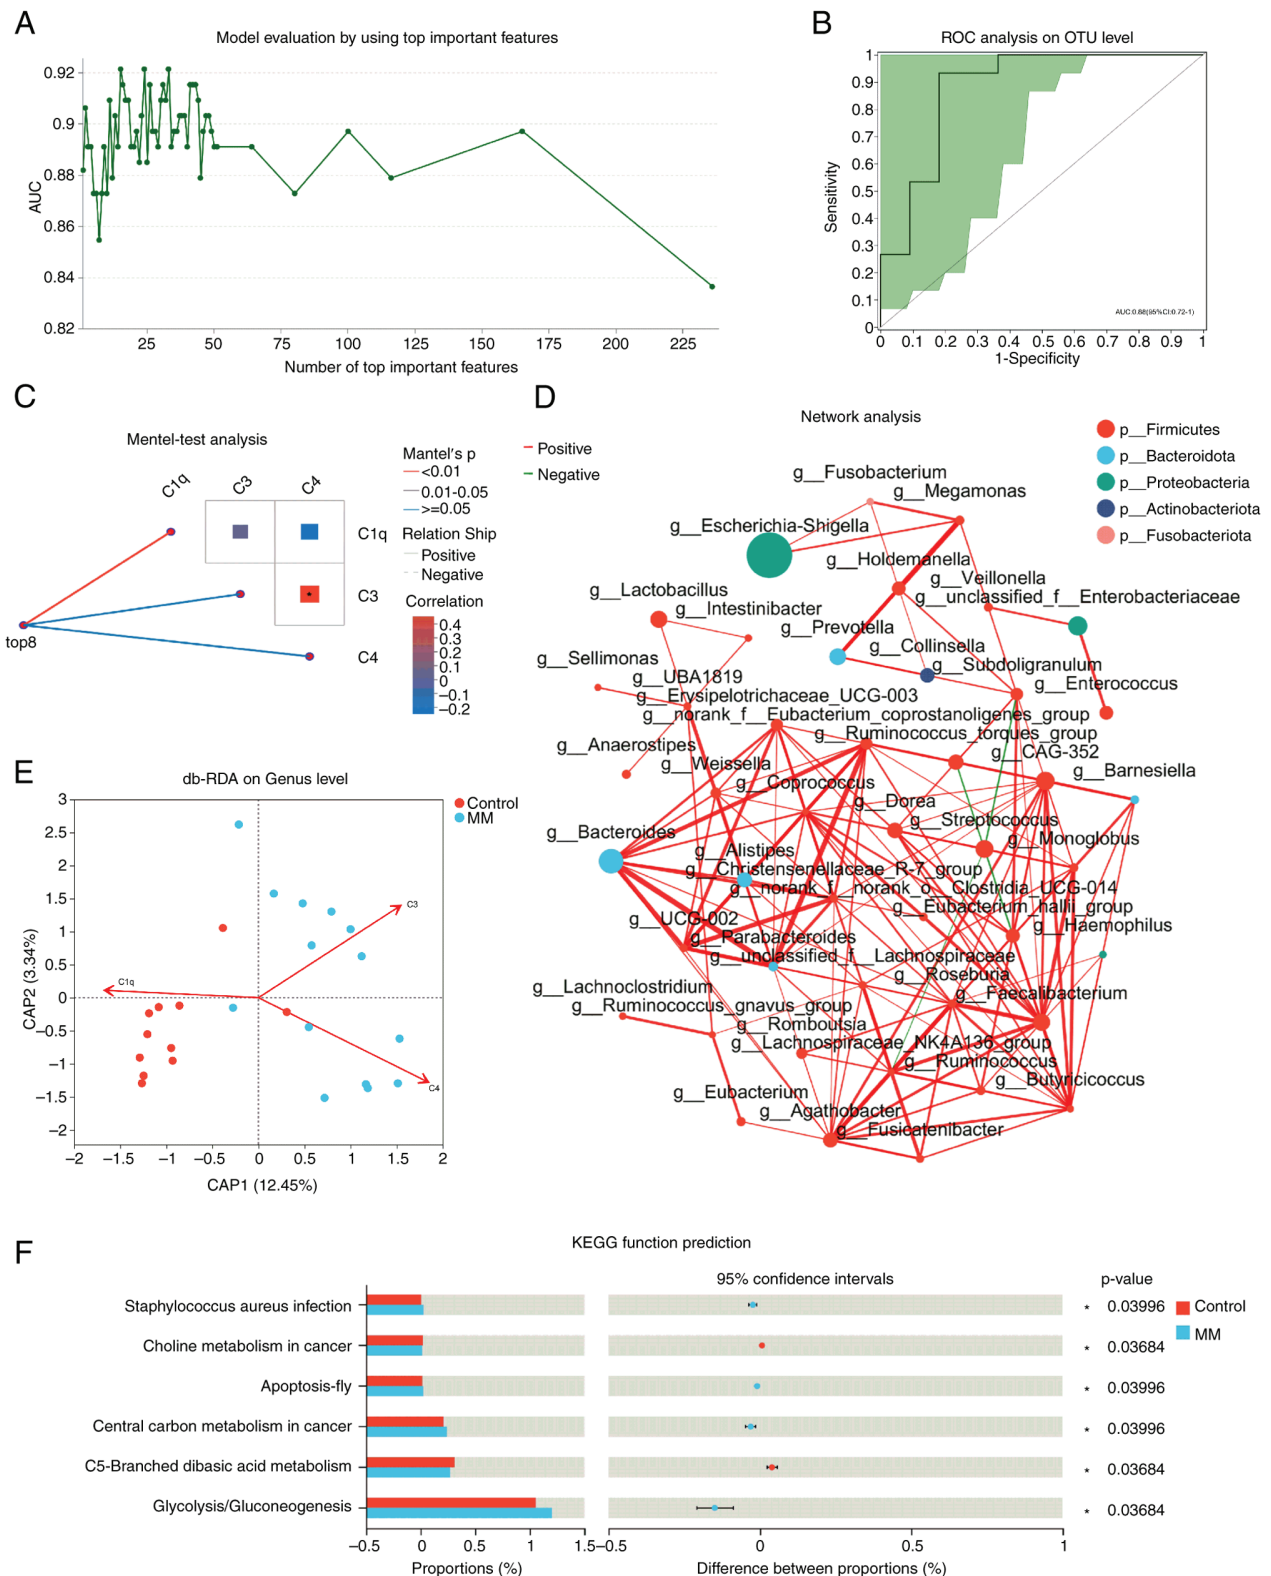 A
Model evaluation by using top important features
0.92
0.9
0.88
0.86
0.84
0.82
AUC
25
50
75
100
125
150
175
200
225
Number of top important features
B
ROC analysis on OTU level
1
0.9
0.8
0.7
0.6
0.5
0.4
0.3
0.2
0.1
0
Sensitivity
AUC:0.88(95%CI:0.72-1)
0 0.1 0.2 0.3 0.4 0.5 0.6 0.7 0.8 0.9 1
1-Specificity
C
Mentel-test analysis
C1q
C3
C4
C1q
C3
C4
top8
*
Mantel's p
<0.01
0.01-0.05
>=0.05
Relation Ship
Positive
Negative
Correlation
0.4
0.3
0.2
0.1
0
−0.1
−0.2
D
Network analysis
Positive
Negative
p__Firmicutes
p__Bacteroidota
p__Proteobacteria
p__Actinobacteriota
p__Fusobacteriota
g__Fusobacterium
g__Megamonas
g__Escherichia-Shigella
g__Holdemanella
g__Veillonella
g__Lactobacillus
g__unclassified_f__Enterobacteriaceae
g__Intestinibacter
g__Prevotella
g__Collinsella
g__Sellimonas
g__Subdoligranulum
g__UBA1819
g__Enterococcus
g__Erysipelotrichaceae_UCG-003
g__norank_f__Eubacterium_coprostanoligenes_group
g__Ruminococcus_torques_group
g__Anaerostipes
g__CAG-352
g__Weissella
g__Barnesiella
g__Coprococcus
g__Dorea
g__Streptococcus
g__Bacteroides
g__Monoglobus
g__Alistipes
g__Christensenellaceae_R-7_group
g__norank_f__norank_o__Clostridia_UCG-014
g__Eubacterium_hallii_group
g__UCG-002
g__Haemophilus
g__Parabacteroides
g__unclassified_f__Lachnospiraceae
g__Roseburia
g__Lachnoclostridium
g__Faecalibacterium
g__Ruminococcus_gnavus_group
g__Romboutsia
g__Lachnospiraceae_NK4A136_group
g__Ruminococcus
g__Butyricicoccus
g__Eubacterium
g__Agathobacter
g__Fusicatenibacter
E
db-RDA on Genus level
Control
MM
3
2.5
2
1.5
1
0.5
0
−0.5
−1
−1.5
−2
CAP2 (3.34%)
C3
C1q
C4
−2 −1.5 −1 −0.5 0 0.5 1 1.5 2
CAP1 (12.45%)
F
KEGG function prediction
95% confidence intervals
p-value
Control
MM
Staphylococcus aureus infection
* 0.03996
Choline metabolism in cancer
* 0.03684
Apoptosis-fly
* 0.03996
Central carbon metabolism in cancer
* 0.03996
C5-Branched dibasic acid metabolism
* 0.03684
Glycolysis/Gluconeogenesis
* 0.03684
−0.5 0 0.5 1 1.5
−0.5 0 0.5 1
Proportions (%)
Difference between proportions (%)